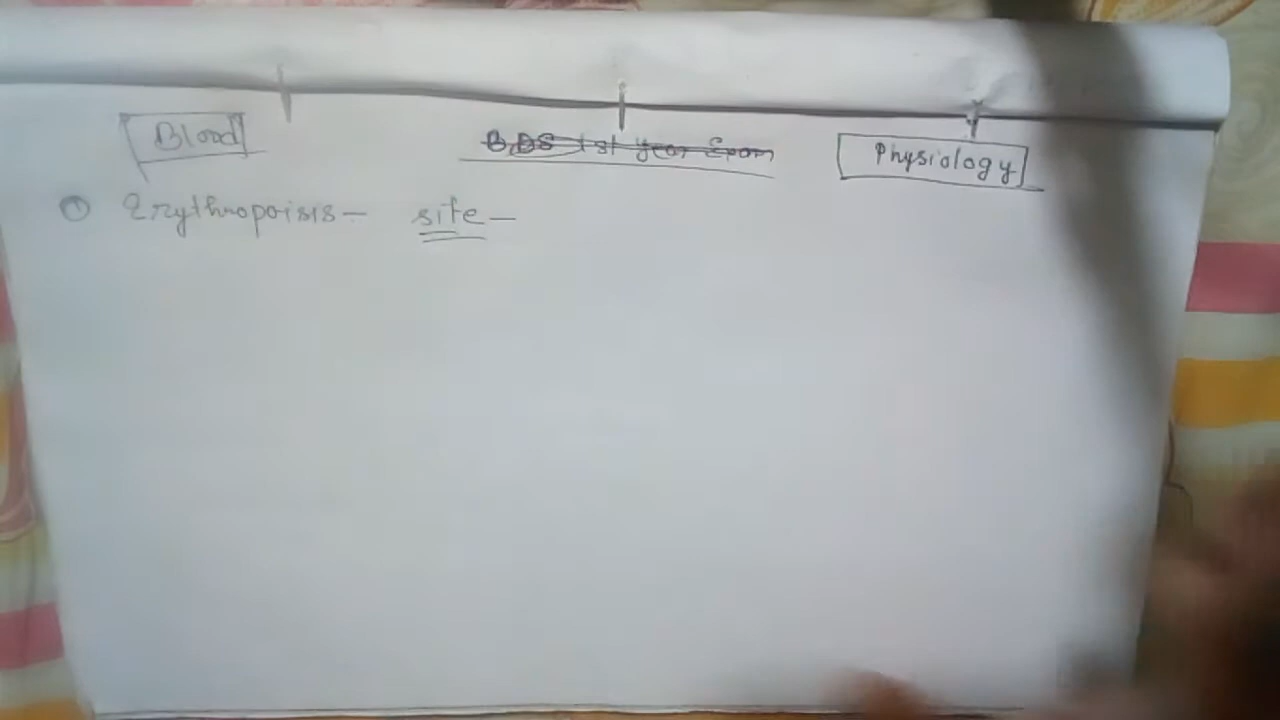 Blood
BDS 1st year Exam
Physiology
① Erythropoisis — site —